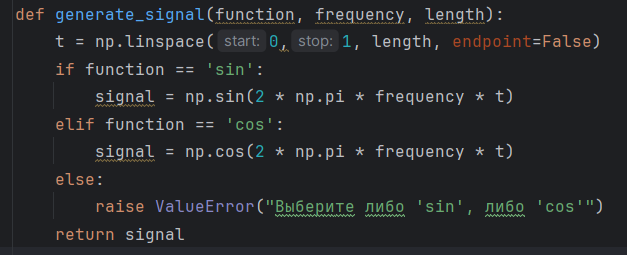 def generate_signal(function, frequency, length):
    t = np.linspace( start: 0, stop: 1, length, endpoint=False)
    if function == 'sin':
        signal = np.sin(2 * np.pi * frequency * t)
    elif function == 'cos':
        signal = np.cos(2 * np.pi * frequency * t)
    else:
        raise ValueError("Выберите либо 'sin', либо 'cos'")
    return signal